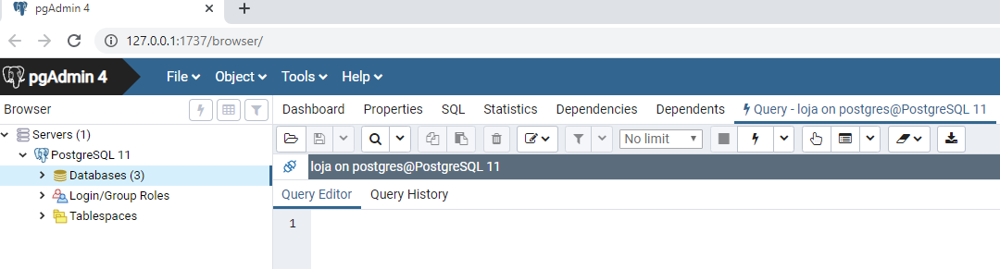 pgAdmin 4
127.0.0.1:1737/browser/
pgAdmin 4 File Object Tools Help
Browser
Dashboard Properties SQL Statistics Dependencies Dependents Query - loja on postgres@PostgreSQL 11
Servers (1)
PostgreSQL 11
Databases (3)
Login/Group Roles
Tablespaces
No limit
loja on postgres@PostgreSQL 11
Query Editor Query History
1